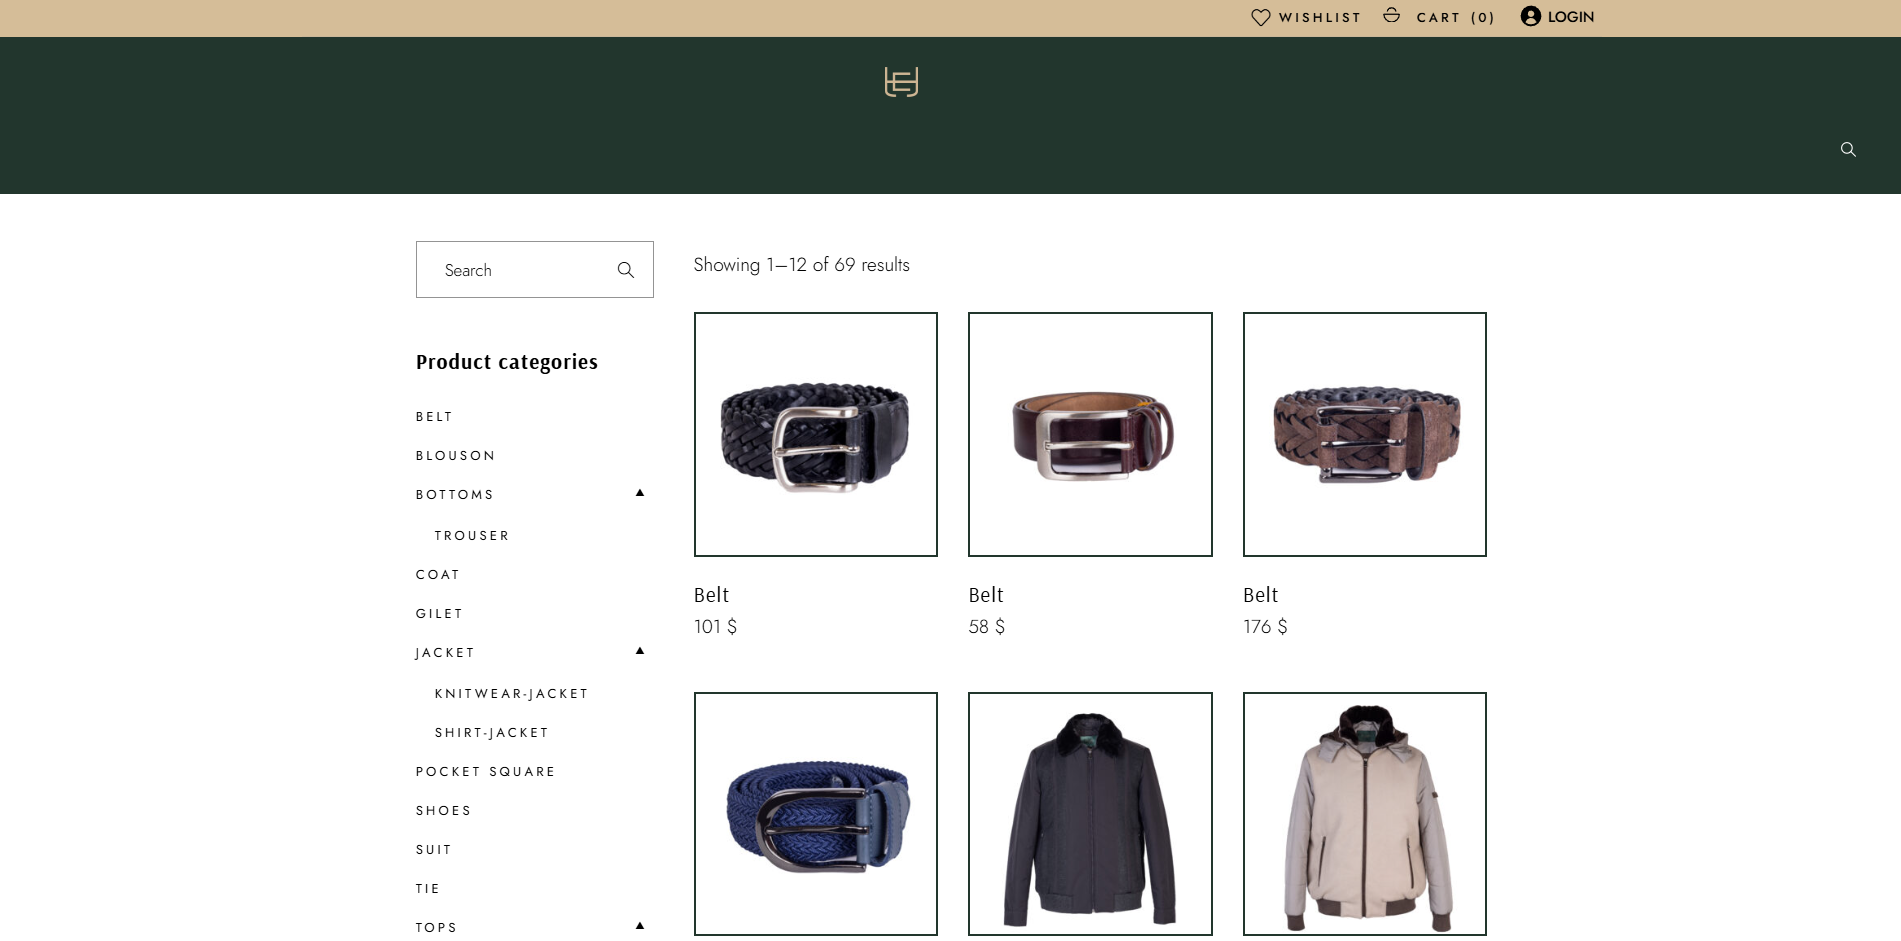 WISHLIST CART (0) LOGIN
Search
Showing 1–12 of 69 results
Product categories
BELT
BLOUSON
BOTTOMS
TROUSER
COAT
GILET
JACKET
KNITWEAR-JACKET
SHIRT-JACKET
POCKET SQUARE
SHOES
SUIT
TIE
TOPS
Belt
101 $
Belt
58 $
Belt
176 $